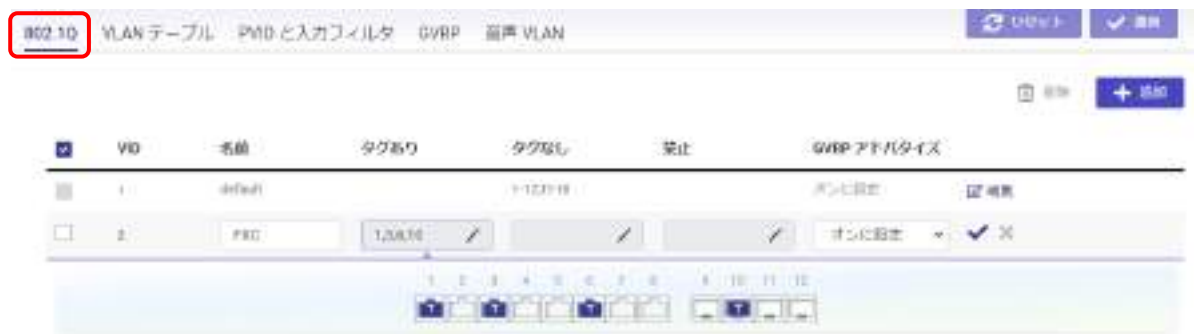 802.1Q VLAN テーブル PVID と入力フィルタ GVRP 音声 VLAN リセット 適用
削除 追加
VID 名前 タグあり タグなし 禁止 GVRP アドバタイズ
1 default オンに設定 編集
2 オンに設定
1 2 3 4 5 6 7 8 9 10 11 12
T T T T